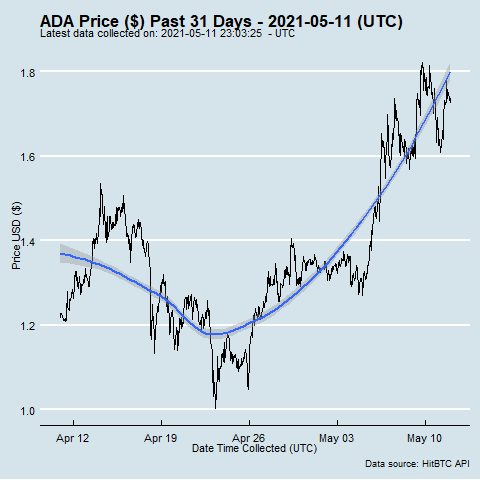 ADA Price ($) Past 31 Days - 2021-05-11 (UTC)
Latest data collected on: 2021-05-11 23:03:25 - UTC
Price USD ($)
1.8
1.6
1.4
1.2
1.0
Apr 12 Apr 19 Apr 26 May 03 May 10
Date Time Collected (UTC)
Data source: HitBTC API